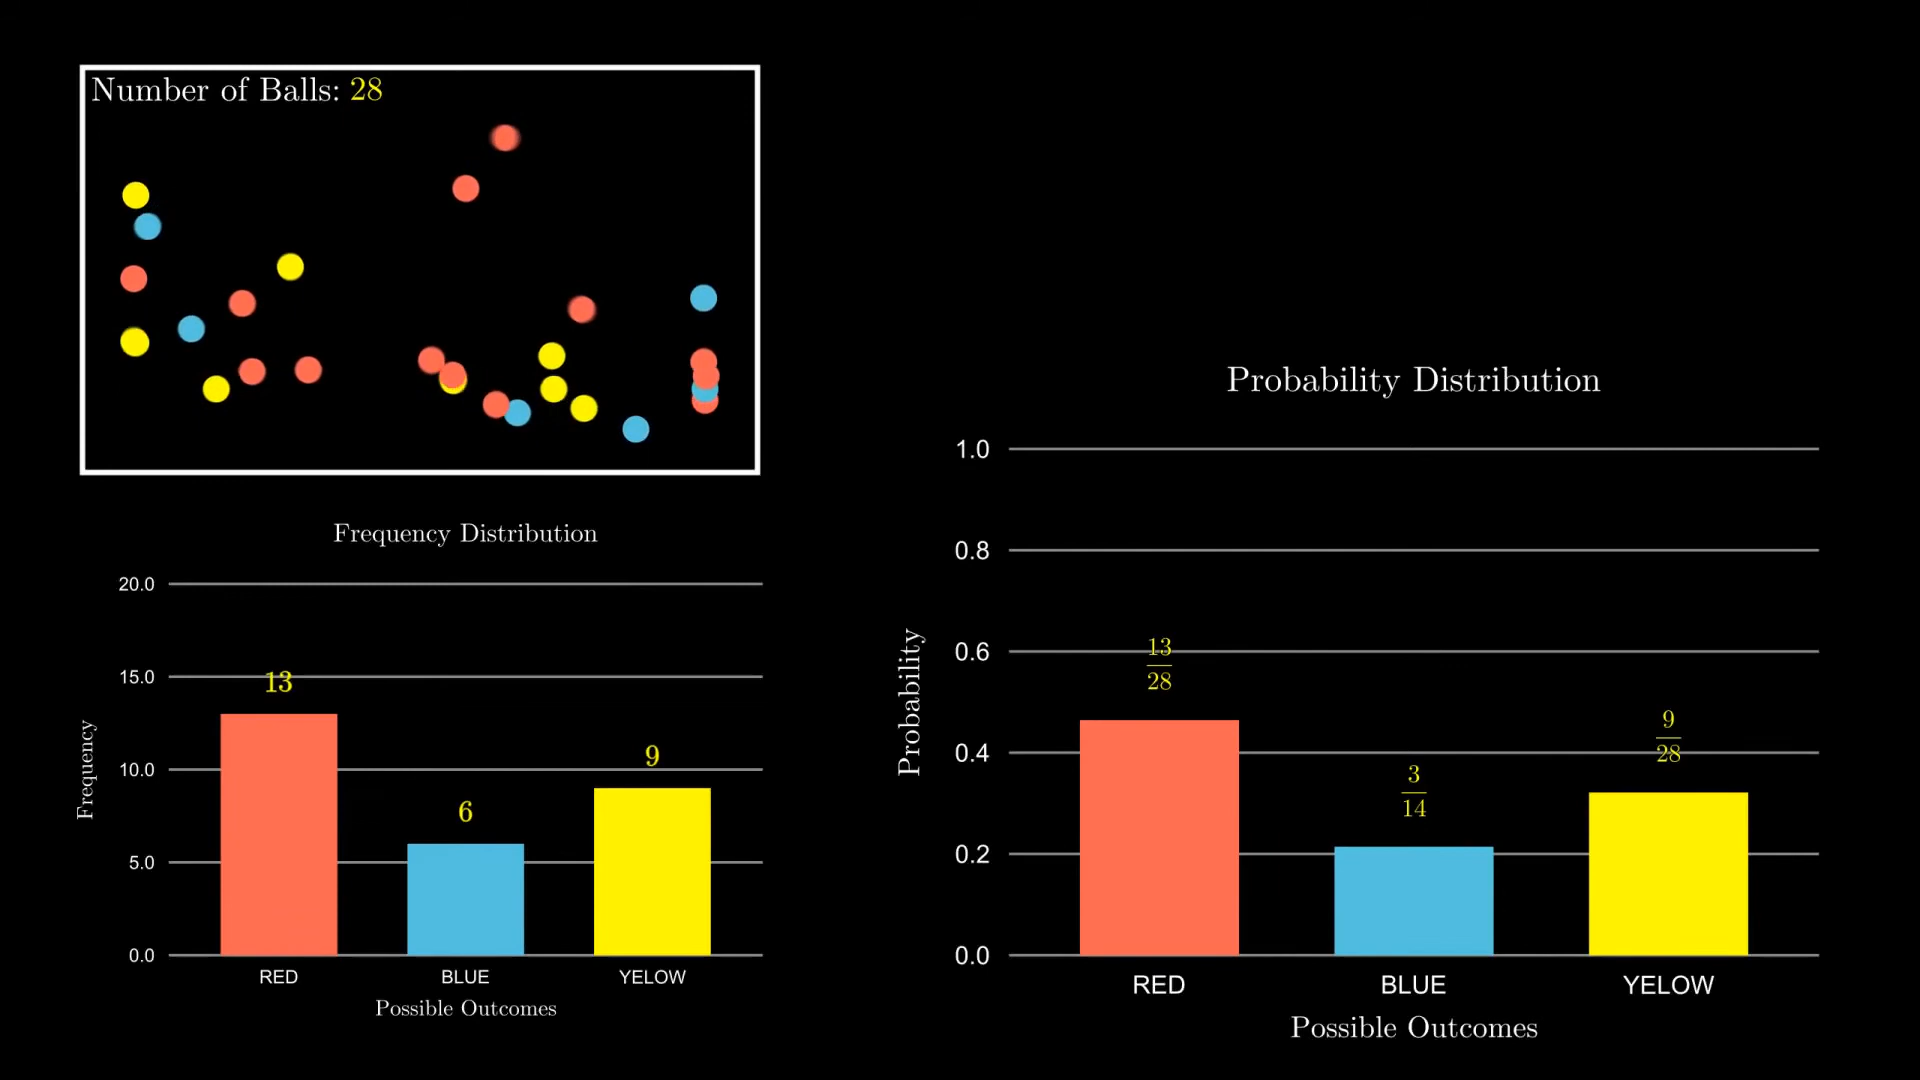 Number of Balls: 28
Frequency Distribution
20.0
15.0
10.0
5.0
0.0
Frequency
13
6
9
RED BLUE YELOW
Possible Outcomes
Probability Distribution
1.0
0.8
0.6
0.4
0.2
0.0
Probability
13/28
3/14
9/28
RED BLUE YELOW
Possible Outcomes